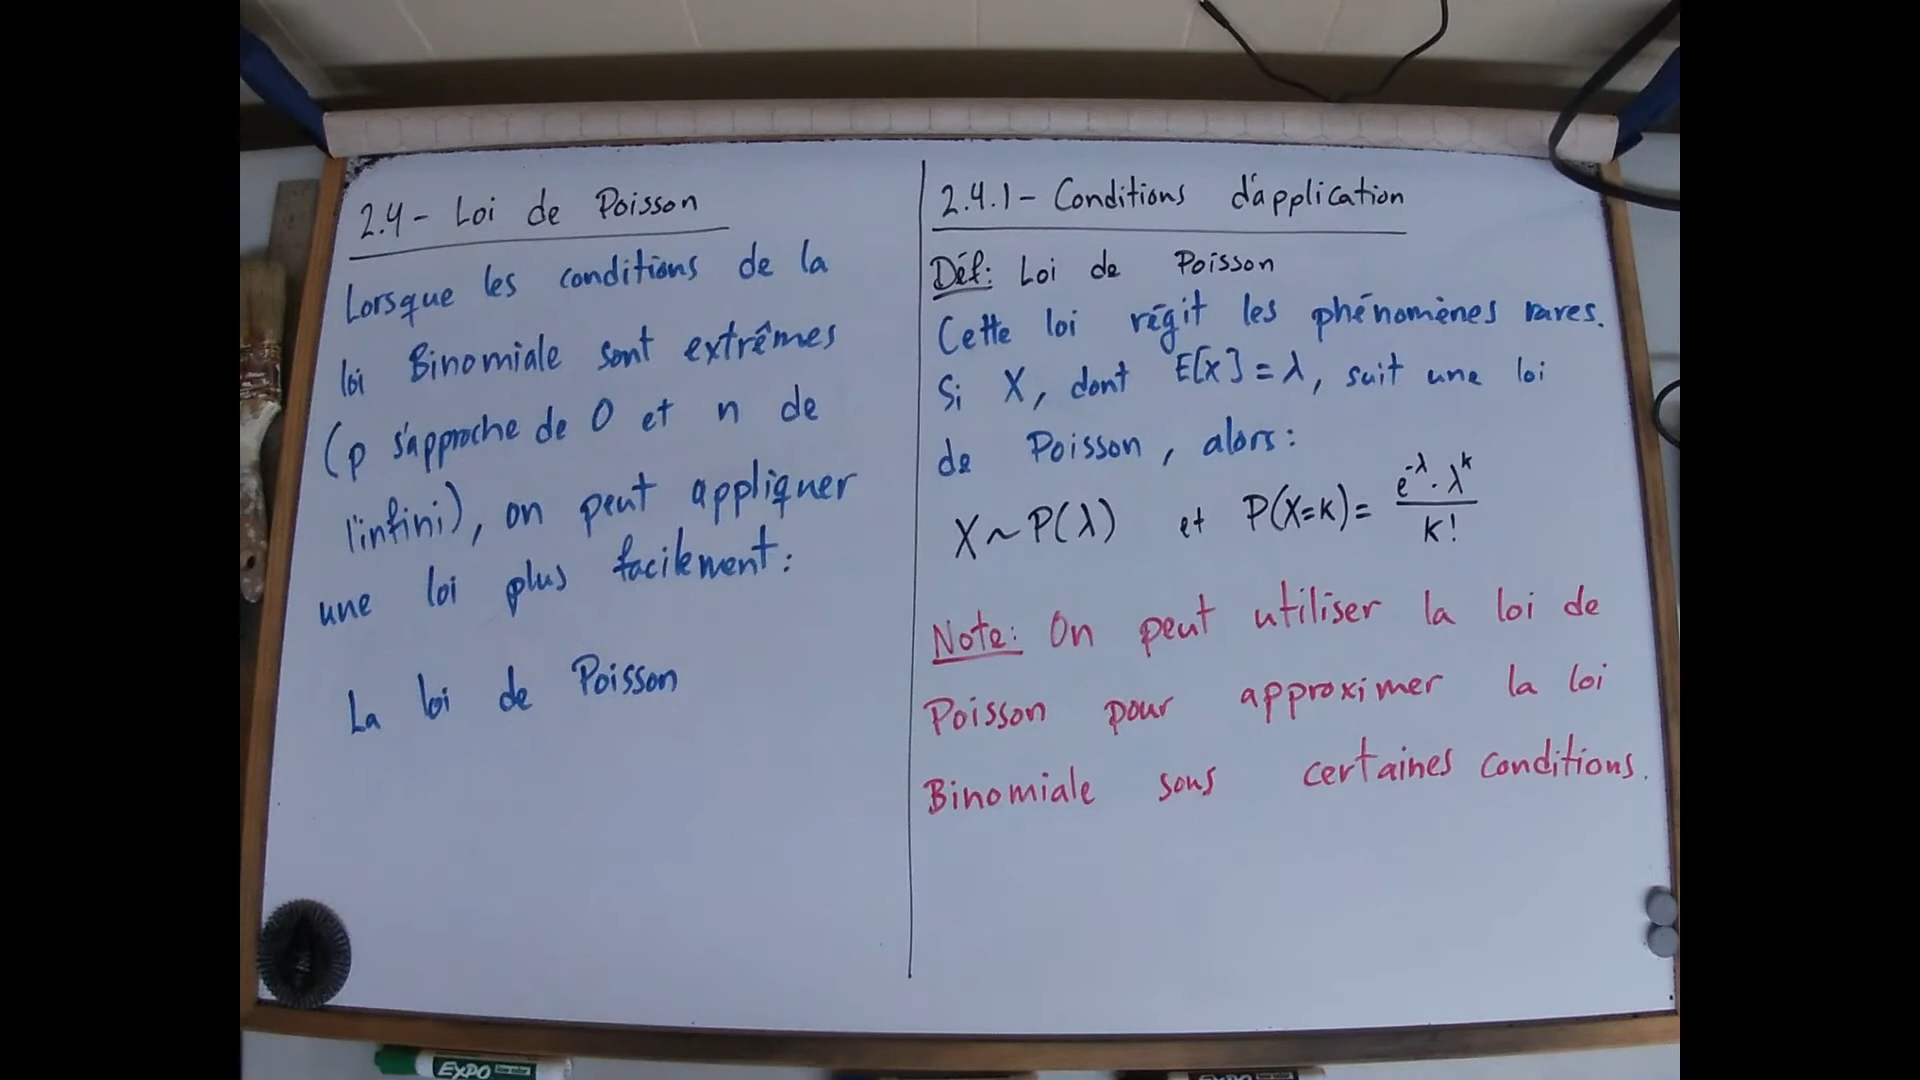 2.4 - Loi de Poisson
Lorsque les conditions de la
loi Binomiale sont extrêmes
(p s'approche de 0 et n de
l'infini), on peut appliquer
une loi plus facilement :
La loi de Poisson
2.4.1 - Conditions d'application
Déf: Loi de Poisson
Cette loi régit les phénomènes rares.
Si X, dont E[X] = λ, suit une loi
de Poisson, alors :
X ~ P(λ) et P(X=k) = e^-λ · λ^k / k!
Note: On peut utiliser la loi de
Poisson pour approximer la loi
Binomiale sous certaines conditions.
EXPO low odor